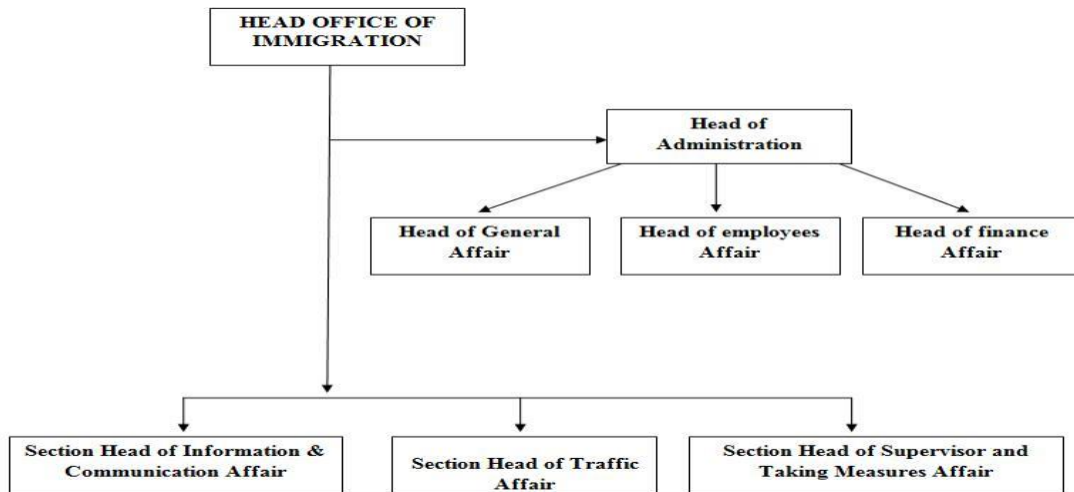 HEAD OFFICE OF
IMMIGRATION
Head of
Administration
Head of General
Affair
Head of employees
Affair
Head of finance
Affair
Section Head of Information &
Communication Affair
Section Head of Traffic
Affair
Section Head of Supervisor and
Taking Measures Affair